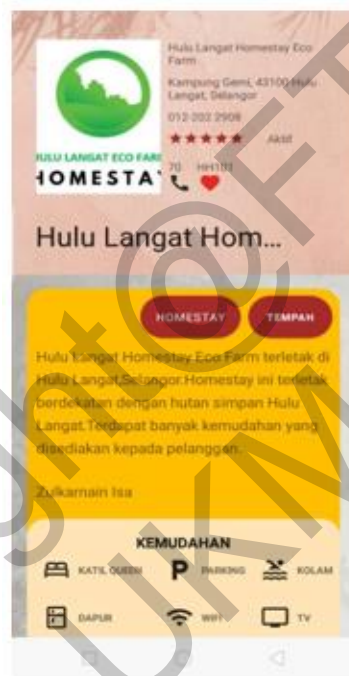 Hulu Langat Homestay Eco
Farm
Kampung Gemi, 43100 Hulu
Langat, Selangor
012-202 2908
Aktif
HULU LANGAT ECO FARM
HOMESTAY
70 HH103
Hulu Langat Hom...
HOMESTAY TEMPAH
Hulu Langat Homestay Eco Farm terletak di
Hulu Langat,Selangor.Homestay ini terletak
berdekatan dengan hutan simpan Hulu
Langat.Terdapat banyak kemudahan yang
disediakan kepada pelanggan.
Zulkarnain Isa
KEMUDAHAN
KATIL QUEEN P PARKING KOLAM
DAPUR WIFI TV